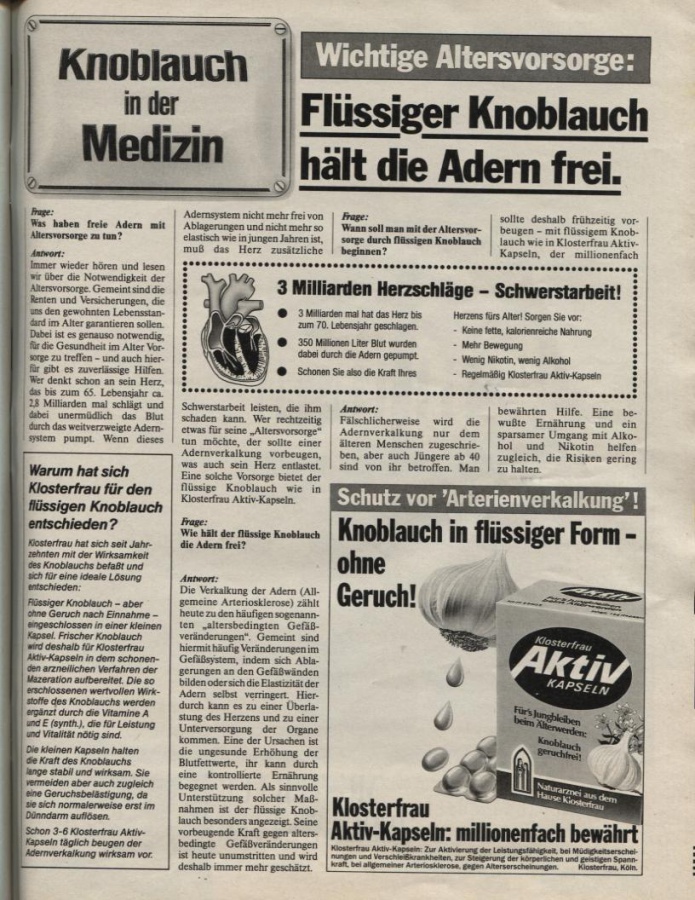 Knoblauch
in der
Medizin
Wichtige Altersvorsorge:
Flüssiger Knoblauch
hält die Adern frei.
Frage:
Was haben freie Adern mit
Altersvorsorge zu tun?
Antwort:
Immer wieder hören und lesen
wir über die Notwendigkeit der
Altersvorsorge. Gemeint sind die
Renten und Versicherungen, die
uns den gewohnten Lebensstan-
dard im Alter garantieren sollen.
Dabei ist es genauso notwendig,
für die Gesundheit im Alter Vor-
sorge zu treffen – und auch hier-
für gibt es zuverlässige Hilfen.
Wer denkt schon an sein Herz,
das bis zum 65. Lebensjahr ca.
2,8 Milliarden mal schlägt und
dabei unermüdlich das Blut
durch das weitverzweigte Adern-
system pumpt. Wenn dieses
Adernsystem nicht mehr frei von
Ablagerungen und nicht mehr so
elastisch wie in jungen Jahren ist,
muß das Herz zusätzliche
Schwerstarbeit leisten, die ihm
schaden kann. Wer rechtzeitig
etwas für seine „Altersvorsorge“
tun möchte, der sollte einer
Adernverkalkung vorbeugen,
was auch sein Herz entlastet.
Eine solche Vorsorge bietet der
flüssige Knoblauch wie in
Klosterfrau Aktiv-Kapseln.
Frage:
Wie hält der flüssige Knoblauch
die Adern frei?
Antwort:
Die Verkalkung der Adern (All-
gemeine Arteriosklerose) zählt
heute zu den häufigen sogenann-
ten „altersbedingten Gefäß-
veränderungen“. Gemeint sind
hiermit häufig Veränderungen im
Gefäßsystem, indem sich Abla-
gerungen an den Gefäßwänden
bilden oder sich die Elastizität der
Adern selbst verringert. Hier-
durch kann es zu einer Überla-
stung des Herzens und zu einer
Unterversorgung der Organe
kommen. Eine der Ursachen ist
die ungesunde Erhöhung der
Blutfettwerte, ihr kann durch
eine kontrollierte Ernährung
begegnet werden. Als sinnvolle
Unterstützung solcher Maß-
nahmen ist der flüssige Knob-
lauch besonders angezeigt. Seine
vorbeugende Kraft gegen alters-
bedingte Gefäßveränderungen
ist heute unumstritten und wird
deshalb immer mehr geschätzt.
Frage:
Wann soll man mit der Altersvor-
sorge durch flüssigen Knoblauch
beginnen?
Antwort:
Fälschlicherweise wird die
Adernverkalkung nur dem
älteren Menschen zugeschrie-
ben, aber auch Jüngere ab 40
sind von ihr betroffen. Man
sollte deshalb frühzeitig vor-
beugen – mit flüssigem Knob-
lauch wie in Klosterfrau Aktiv-
Kapseln, der millionenfach
bewährten Hilfe. Eine be-
wußte Ernährung und ein
sparsamer Umgang mit Alko-
hol und Nikotin helfen
zugleich, die Risiken gering
zu halten.
3 Milliarden Herzschläge – Schwerstarbeit!
● 3 Milliarden mal hat das Herz bis
zum 70. Lebensjahr geschlagen.
● 350 Millionen Liter Blut wurden
dabei durch die Adern gepumpt.
● Schonen Sie also die Kraft Ihres
Herzens fürs Alter! Sorgen Sie vor:
- Keine fette, kalorienreiche Nahrung
- Mehr Bewegung
- Wenig Nikotin, wenig Alkohol
- Regelmäßig Klosterfrau Aktiv-Kapseln
Warum hat sich
Klosterfrau für den
flüssigen Knoblauch
entschieden?
Klosterfrau hat sich seit Jahr-
zehnten mit der Wirksamkeit
des Knoblauchs befaßt und
sich für eine ideale Lösung
entschieden:
Flüssiger Knoblauch – aber
ohne Geruch nach Einnahme –
eingeschlossen in einer kleinen
Kapsel. Frischer Knoblauch
wird deshalb für Klosterfrau
Aktiv-Kapseln in dem schonen-
den arzneilichen Verfahren der
Mazeration aufbereitet. Die so
erschlossenen wertvollen Wirk-
stoffe des Knoblauchs werden
ergänzt durch die Vitamine A
und E (synth.), die für Leistung
und Vitalität nötig sind.
Die kleinen Kapseln halten
die Kraft des Knoblauchs
lange stabil und wirksam. Sie
vermeiden aber auch zugleich
eine Geruchsbelästigung, da
sie sich normalerweise erst im
Dünndarm auflösen.
Schon 3-6 Klosterfrau Aktiv-
Kapseln täglich beugen der
Adernverkalkung wirksam vor.
Schutz vor 'Arterienverkalkung'!
Knoblauch in flüssiger Form –
ohne
Geruch!
Aktiv
Klosterfrau
Aktiv
KAPSELN
Für's Jungbleiben
beim Älterwerden:
Knoblauch
geruchfrei!
Naturarznei aus dem
Hause Klosterfrau
Klosterfrau
Aktiv-Kapseln: millionenfach bewährt
Klosterfrau Aktiv-Kapseln: Zur Aktivierung der Leistungsfähigkeit, bei Müdigkeitserschei-
nungen und Verschleißkrankheiten, zur Steigerung der körperlichen und geistigen Spann-
kraft, bei allgemeiner Arteriosklerose, gegen Alterserscheinungen. Klosterfrau, Köln.